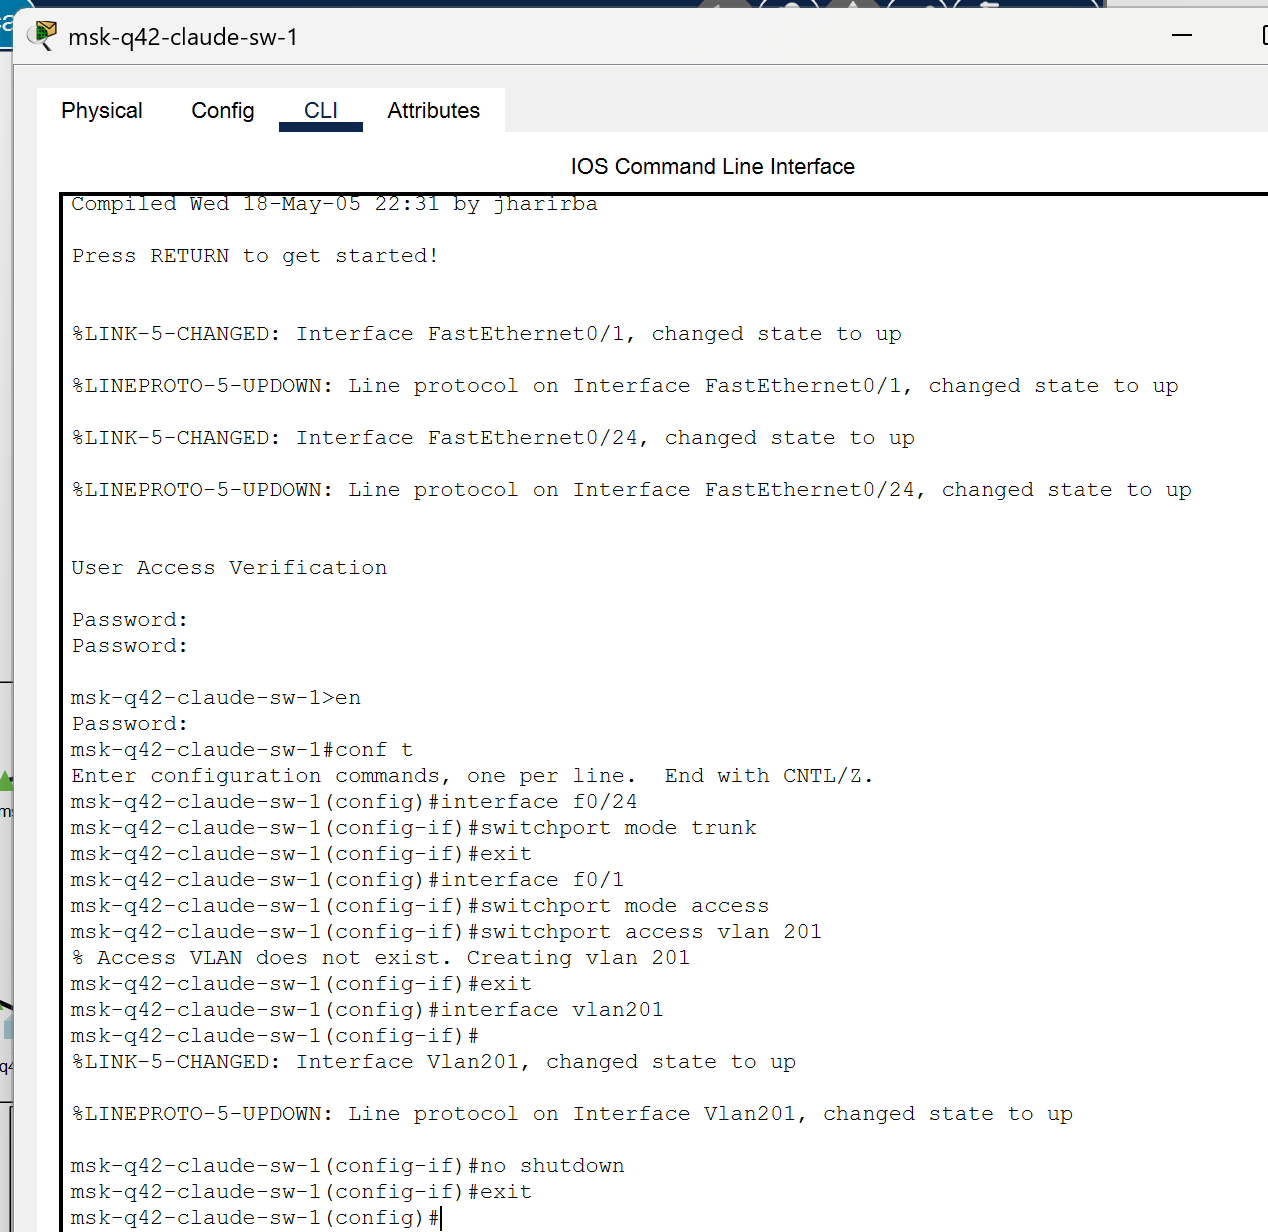 msk-q42-claude-sw-1
Physical Config CLI Attributes
IOS Command Line Interface
Compiled Wed 18-May-05 22:31 by jharirba
Press RETURN to get started!
%LINK-5-CHANGED: Interface FastEthernet0/1, changed state to up
%LINEPROTO-5-UPDOWN: Line protocol on Interface FastEthernet0/1, changed state to up
%LINK-5-CHANGED: Interface FastEthernet0/24, changed state to up
%LINEPROTO-5-UPDOWN: Line protocol on Interface FastEthernet0/24, changed state to up
User Access Verification
Password:
Password:
msk-q42-claude-sw-1>en
Password:
msk-q42-claude-sw-1#conf t
Enter configuration commands, one per line.  End with CNTL/Z.
msk-q42-claude-sw-1(config)#interface f0/24
msk-q42-claude-sw-1(config-if)#switchport mode trunk
msk-q42-claude-sw-1(config-if)#exit
msk-q42-claude-sw-1(config)#interface f0/1
msk-q42-claude-sw-1(config-if)#switchport mode access
msk-q42-claude-sw-1(config-if)#switchport access vlan 201
% Access VLAN does not exist. Creating vlan 201
msk-q42-claude-sw-1(config-if)#exit
msk-q42-claude-sw-1(config)#interface vlan201
msk-q42-claude-sw-1(config-if)#
%LINK-5-CHANGED: Interface Vlan201, changed state to up
%LINEPROTO-5-UPDOWN: Line protocol on Interface Vlan201, changed state to up
msk-q42-claude-sw-1(config-if)#no shutdown
msk-q42-claude-sw-1(config-if)#exit
msk-q42-claude-sw-1(config)#